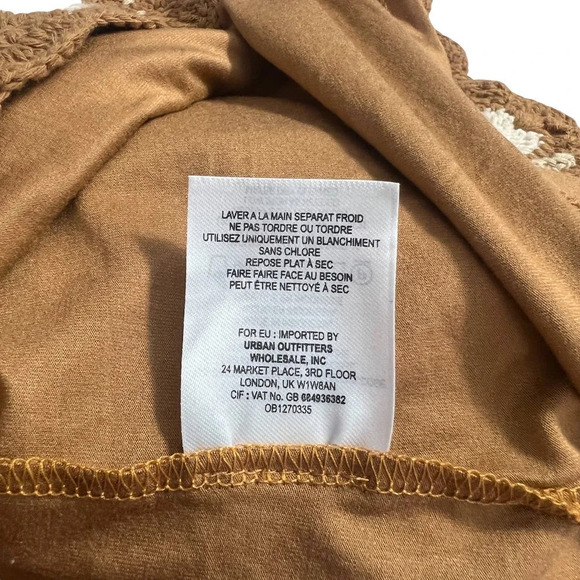 LAVER A LA MAIN SEPARAT FROID
NE PAS TORDRE OU TORDRE
UTILISEZ UNIQUEMENT UN BLANCHIMENT
SANS CHLORE
REPOSE PLAT À SEC
FAIRE FAIRE FACE AU BESOIN
PEUT ÊTRE NETTOYÉ À SEC
FOR EU : IMPORTED BY
URBAN OUTFITTERS
WHOLESALE, INC
24 MARKET PLACE, 3RD FLOOR
LONDON, UK W1W8AN
CIF : VAT No. GB 684936382
OB1270335